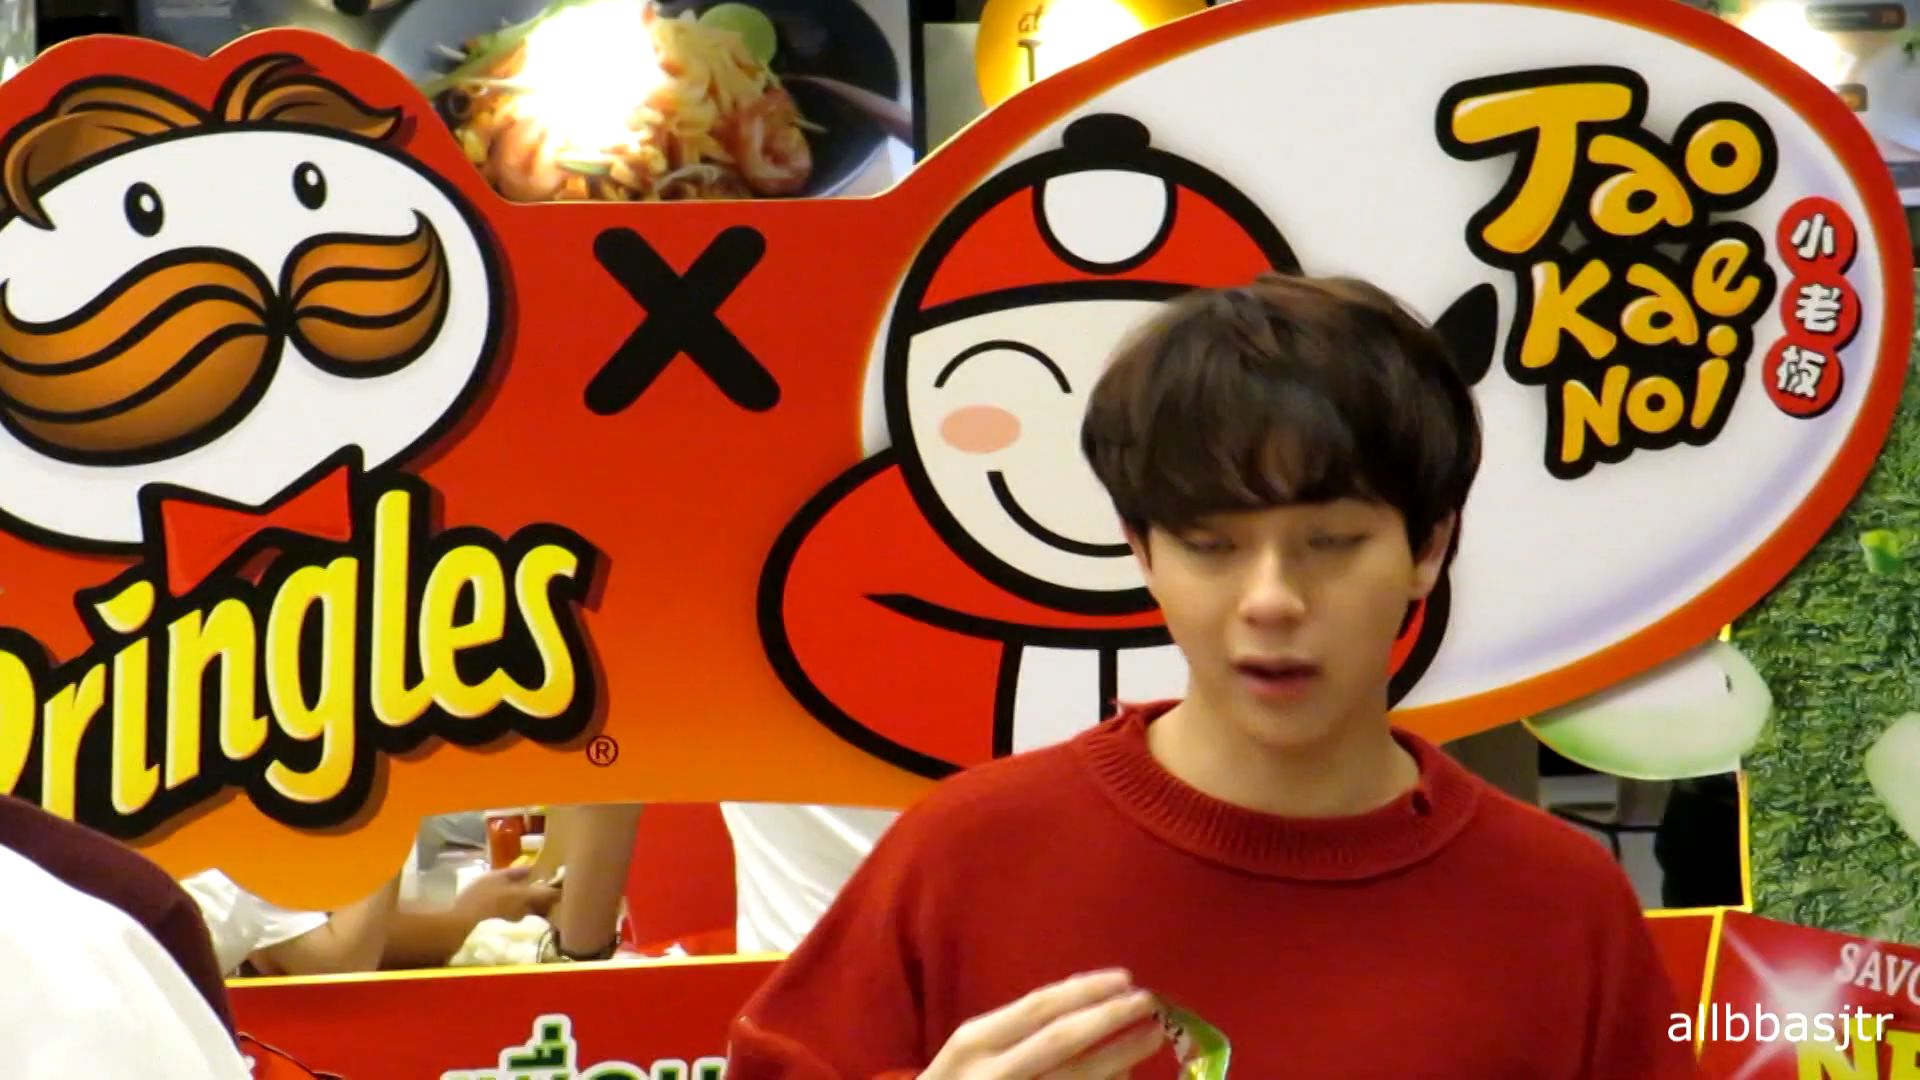 Pringles
®
X
Tao
Kae
Noi
小
老
板
allbbasjtr